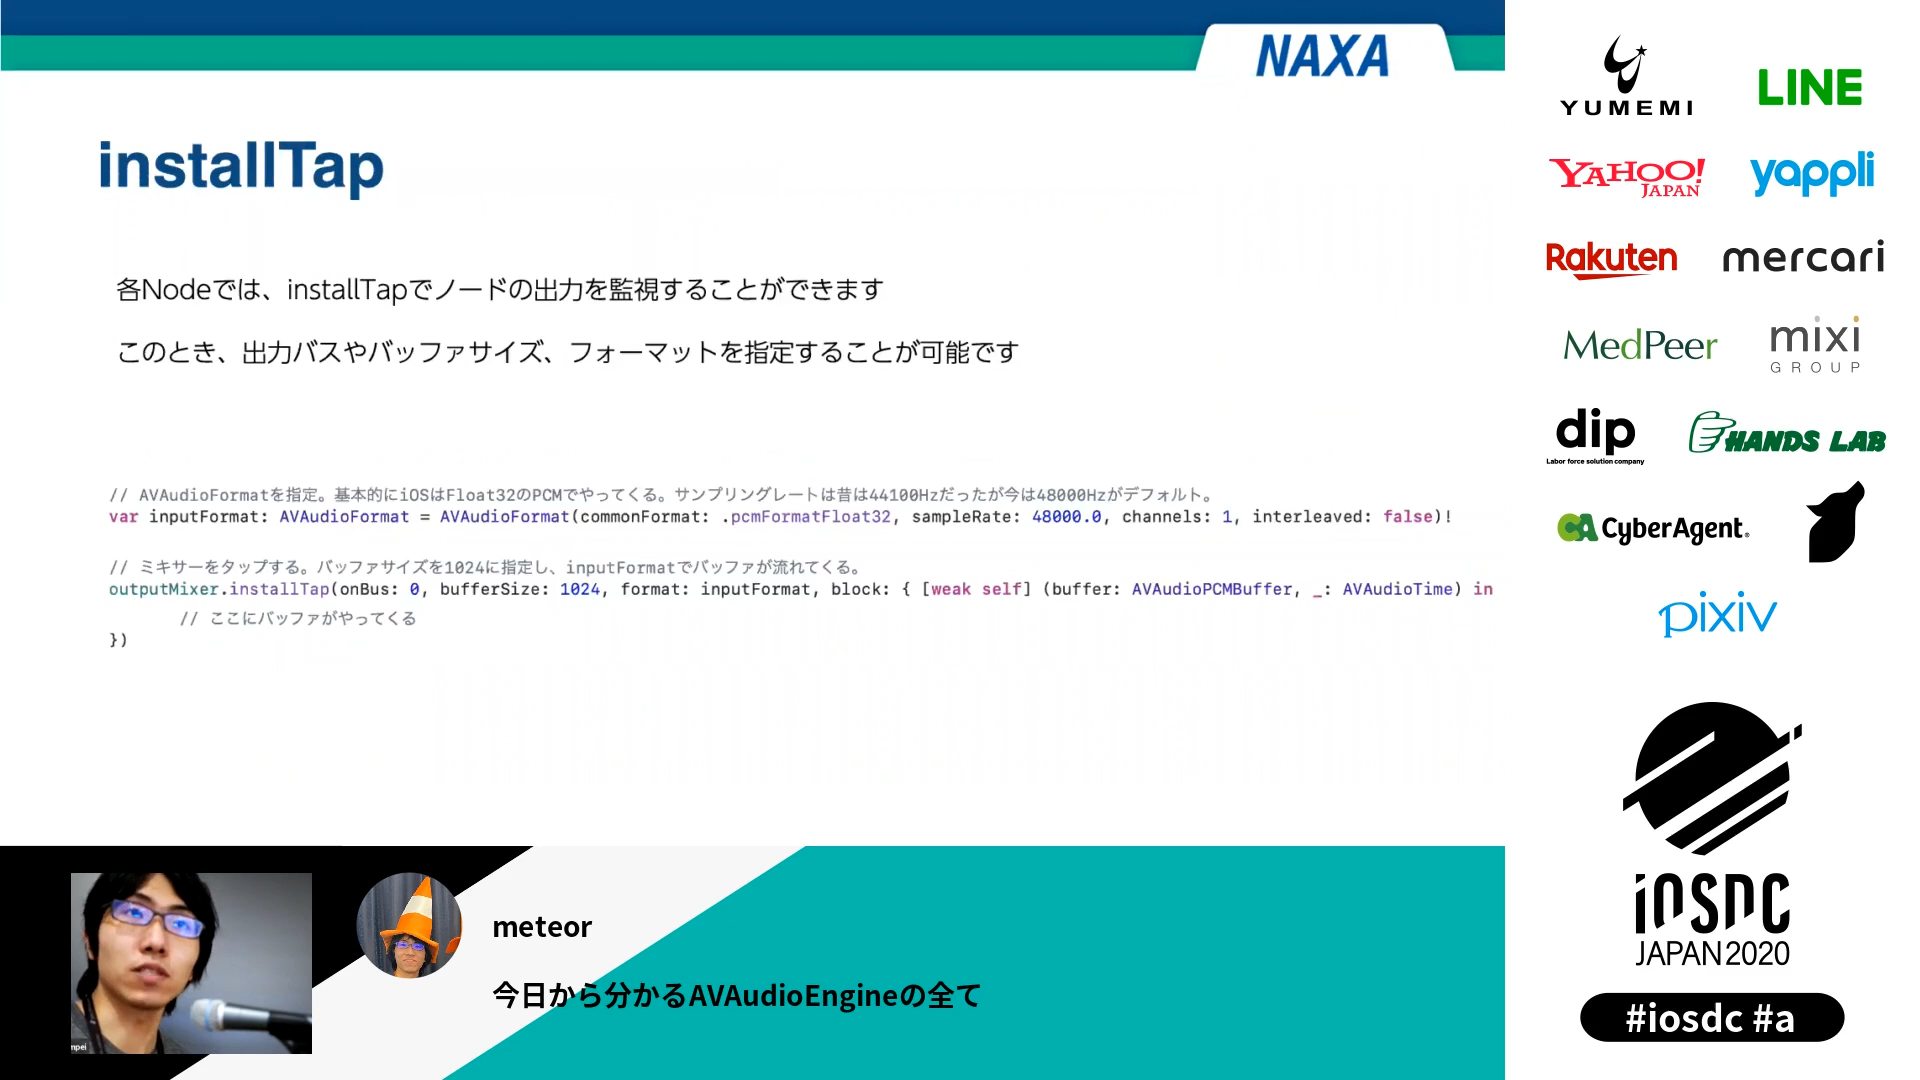 NAXA
installTap
各Nodeでは、installTapでノードの出力を監視することができます
このとき、出力バスやバッファサイズ、フォーマットを指定することが可能です
// AVAudioFormatを指定。基本的にiOSはFloat32のPCMでやってくる。サンプリングレートは昔は44100Hzだったが今は48000Hzがデフォルト。
var inputFormat: AVAudioFormat = AVAudioFormat(commonFormat: .pcmFormatFloat32, sampleRate: 48000.0, channels: 1, interleaved: false)!
// ミキサーをタップする。バッファサイズを1024に指定し、inputFormatでバッファが流れてくる。
outputMixer.installTap(onBus: 0, bufferSize: 1024, format: inputFormat, block: { [weak self] (buffer: AVAudioPCMBuffer, _: AVAudioTime) in
// ここにバッファがやってくる
})
mpei
meteor
今日から分かるAVAudioEngineの全て
YUMEMI
LINE
YAHOO!
JAPAN
yappli
Rakuten
mercari
MedPeer
mixi
GROUP
dip
Labor force solution company
HANDS LAB
CyberAgent.
pixiv
iOSDC
JAPAN 2020
#iosdc #a